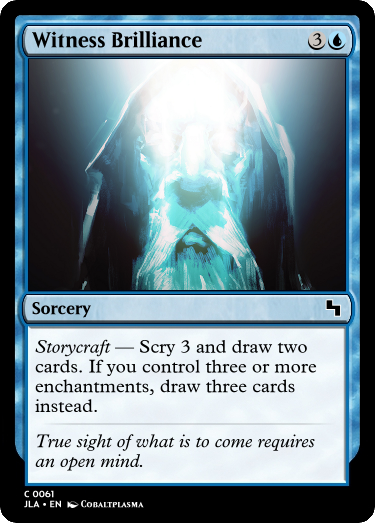 Witness Brilliance 3
Sorcery
Storycraft — Scry 3 and draw two
cards. If you control three or more
enchantments, draw three cards
instead.
True sight of what is to come requires
an open mind.
C 0061
JLA • EN Cobaltplasma